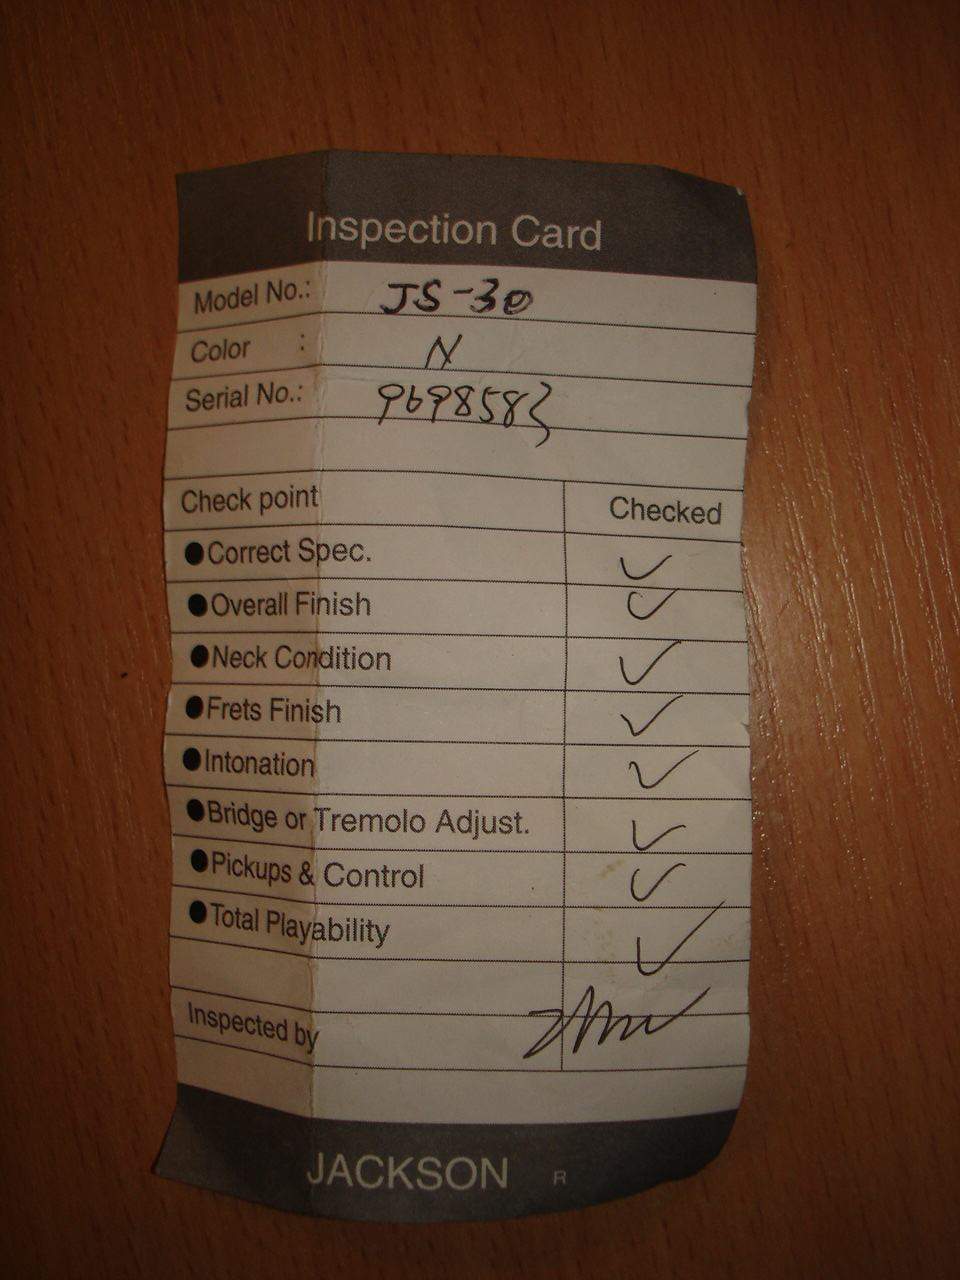 Inspection Card
Model No.: JS-30
Color : N
Serial No.: 9698583
Check point Checked
●Correct Spec. ✓
●Overall Finish ✓
●Neck Condition ✓
●Frets Finish ✓
●Intonation ✓
●Bridge or Tremolo Adjust. ✓
●Pickups & Control ✓
●Total Playability ✓
Inspected by
JACKSON R